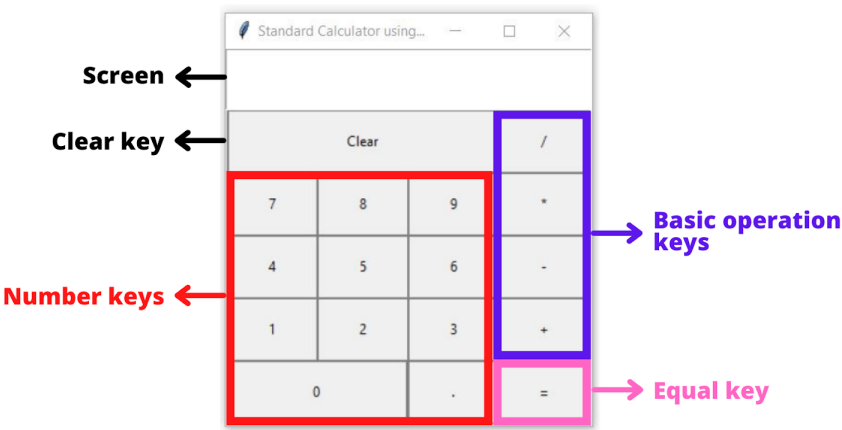 Standard Calculator using...
Screen
Clear key
Clear
/
7 8 9 *
Basic operation
keys
4 5 6 -
Number keys
1 2 3 +
0 . =
Equal key